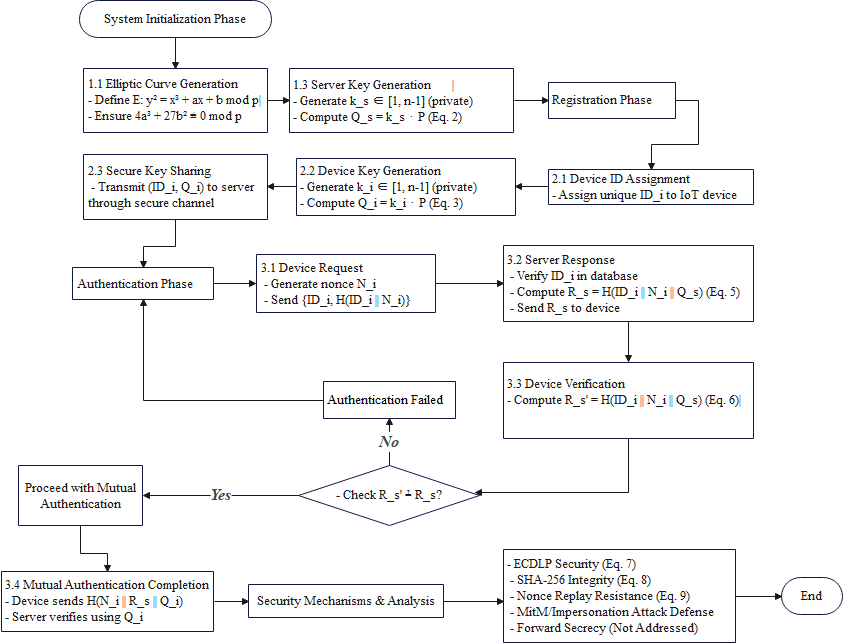 System Initialization Phase
1.1 Elliptic Curve Generation
- Define E: y² = x³ + ax + b mod p|
- Ensure 4a³ + 27b² ≠ 0 mod p
1.3 Server Key Generation |
- Generate k_s ∈ [1, n-1] (private)
- Compute Q_s = k_s · P (Eq. 2)
Registration Phase
2.1 Device ID Assignment
- Assign unique ID_i to IoT device
2.2 Device Key Generation
- Generate k_i ∈ [1, n-1] (private)
- Compute Q_i = k_i · P (Eq. 3)
2.3 Secure Key Sharing
- Transmit (ID_i, Q_i) to server
through secure channel
Authentication Phase
3.1 Device Request
- Generate nonce N_i
- Send {ID_i, H(ID_i || N_i)}
3.2 Server Response
- Verify ID_i in database
- Compute R_s = H(ID_i || N_i || Q_s) (Eq. 5)
- Send R_s to device
3.3 Device Verification
- Compute R_s' = H(ID_i || N_i || Q_s) (Eq. 6)|
- Check R_s' ≟ R_s?
No
Authentication Failed
Yes
Proceed with Mutual
Authentication
3.4 Mutual Authentication Completion
- Device sends H(N_i || R_s || Q_i)
- Server verifies using Q_i
Security Mechanisms & Analysis
- ECDLP Security (Eq. 7)
- SHA-256 Integrity (Eq. 8)
- Nonce Replay Resistance (Eq. 9)
- MitM/Impersonation Attack Defense
- Forward Secrecy (Not Addressed)
End